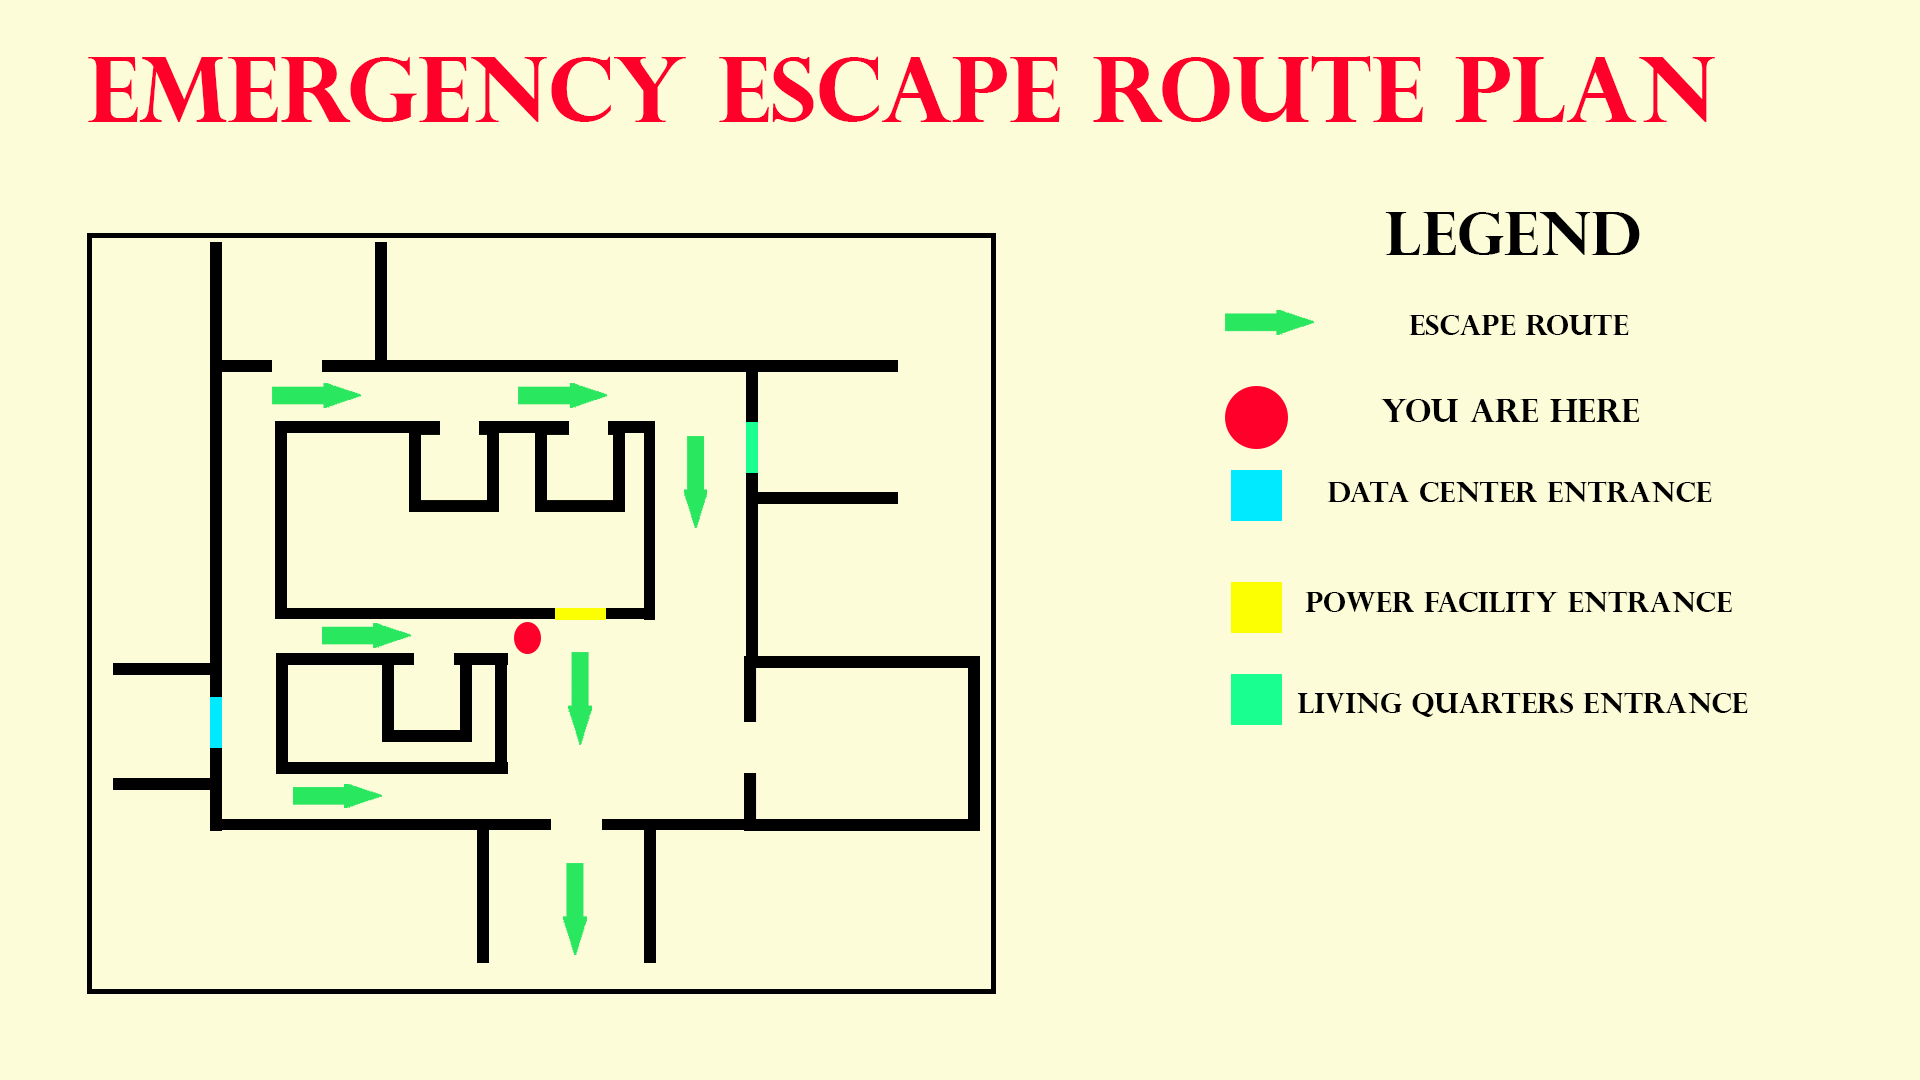 EMERGENCY ESCAPE ROUTE PLAN
LEGEND
ESCAPE ROUTE
YOU ARE HERE
DATA CENTER ENTRANCE
POWER FACILITY ENTRANCE
LIVING QUARTERS ENTRANCE